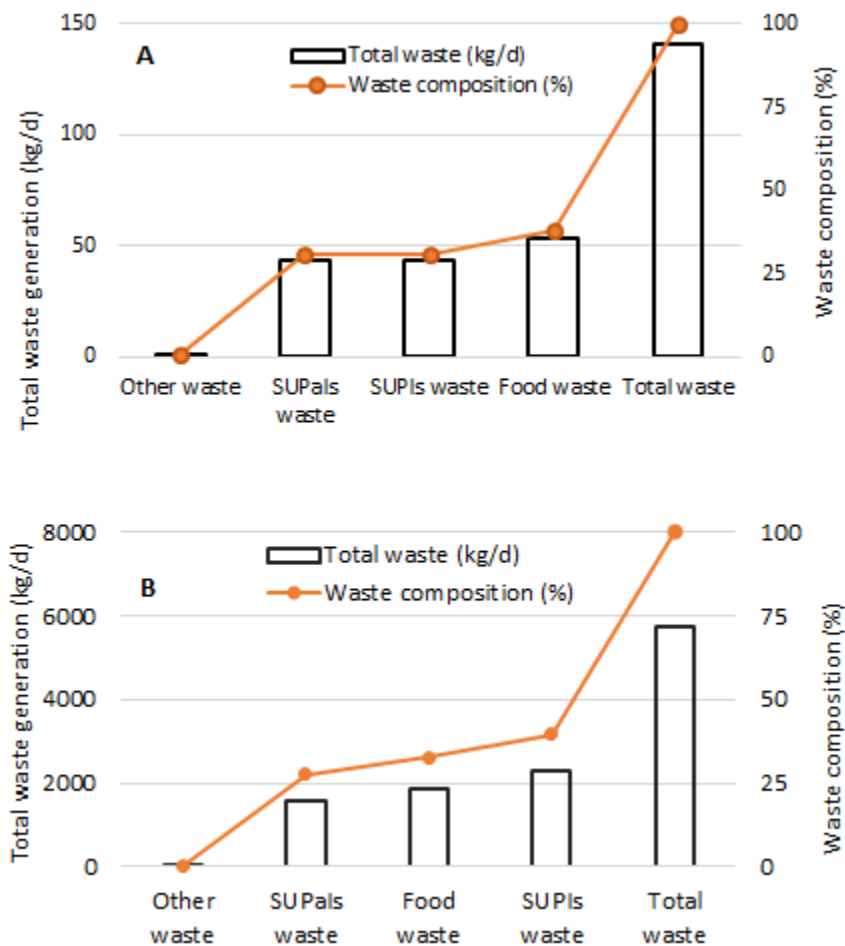 150
100
50
0
Total waste generation (kg/d)
A
Total waste (kg/d)
Waste composition (%)
100
75
50
25
0
Waste composition (%)
Other waste
SUPals
waste
SUPls waste
Food waste
Total waste
8000
6000
4000
2000
0
Total waste generation (kg/d)
B
Total waste (kg/d)
Waste composition (%)
100
75
50
25
0
Waste composition (%)
Other
waste
SUPals
waste
Food
waste
SUPls
waste
Total
waste